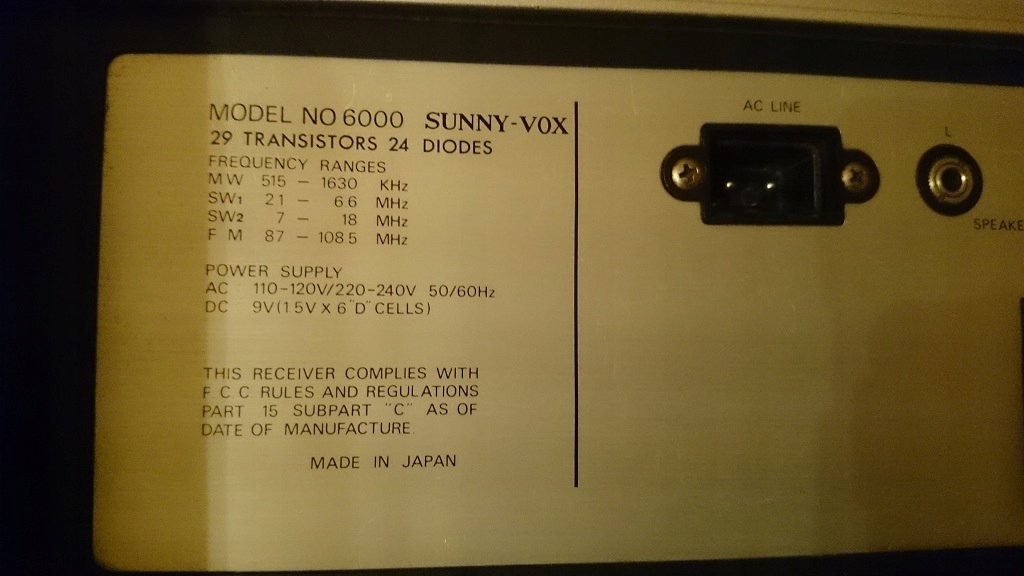 MODEL NO 6000 SUNNY-VOX
29 TRANSISTORS 24 DIODES
FREQUENCY RANGES
MW 515 – 1630 KHz
SW1 2.1 – 6.6 MHz
SW2 7 – 18 MHz
FM 87 – 108.5 MHz
POWER SUPPLY
AC 110-120V/220-240V 50/60Hz
DC 9V(1.5V X 6 "D" CELLS)
THIS RECEIVER COMPLIES WITH
F.C.C RULES AND REGULATIONS
PART 15 SUBPART "C" AS OF
DATE OF MANUFACTURE.
MADE IN JAPAN
AC LINE
L
SPEAKE